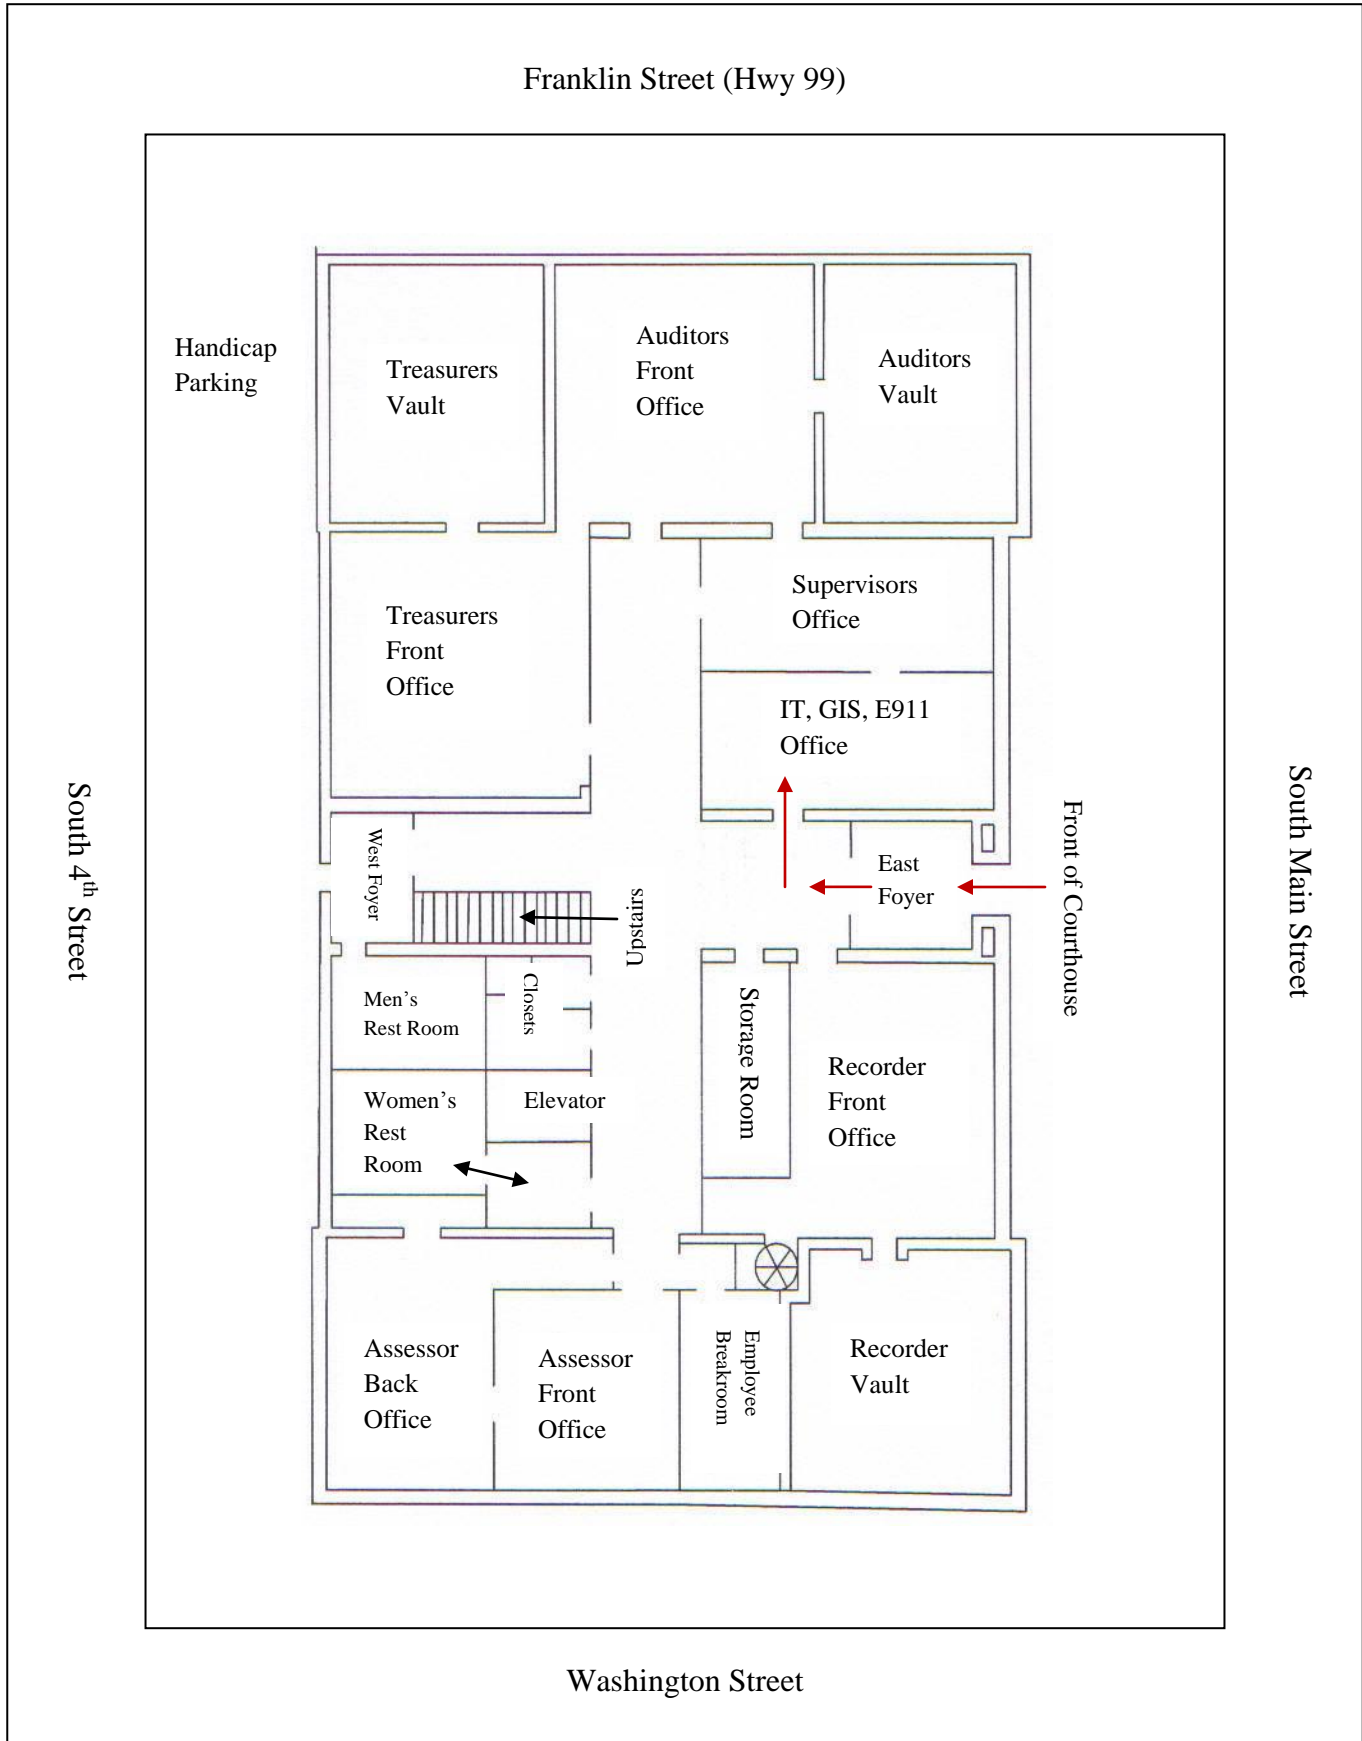 Franklin Street (Hwy 99)
Handicap
Parking
Treasurers
Vault
Auditors
Front
Office
Auditors
Vault
Treasurers
Front
Office
Supervisors
Office
IT, GIS, E911
Office
South 4th Street
West Foyer
Upstairs
East
Foyer
Front of Courthouse
South Main Street
Men's
Rest Room
Closets
Storage Room
Women's
Rest
Room
Elevator
Recorder
Front
Office
Assessor
Back
Office
Assessor
Front
Office
Employee
Breakroom
Recorder
Vault
Washington Street